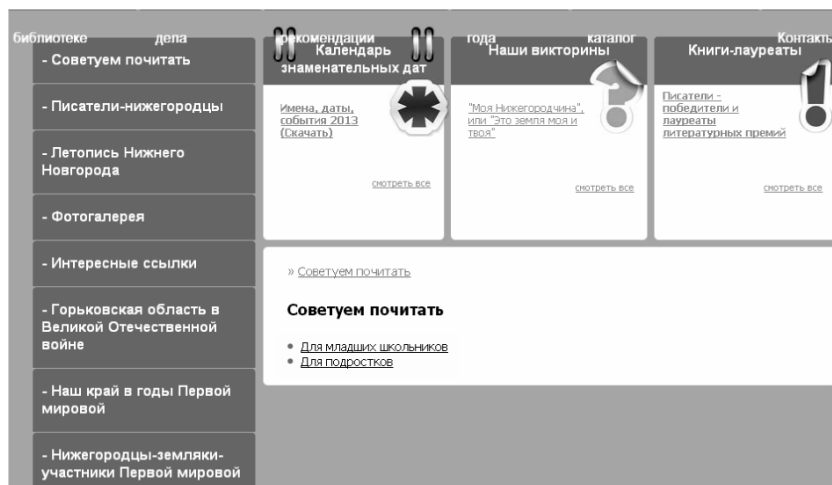 библиотеке дела рекомендации года каталог Контакты
- Советуем почитать
- Писатели-нижегородцы
- Летопись Нижнего
Новгорода
- Фотогалерея
- Интересные ссылки
- Горьковская область в
Великой Отечественной
войне
- Наш край в годы Первой
мировой
- Нижегородцы-земляки-
участники Первой мировой
Календарь
знаменательных дат
Имена, даты,
события 2013
(Скачать)
смотреть все
Наши викторины
"Моя Нижегородчина",
или "Это земля моя и
твоя"
смотреть все
Книги-лауреаты
Писатели -
победители и
лауреаты
литературных премий
смотреть все
» Советуем почитать
Советуем почитать
Для младших школьников
Для подростков